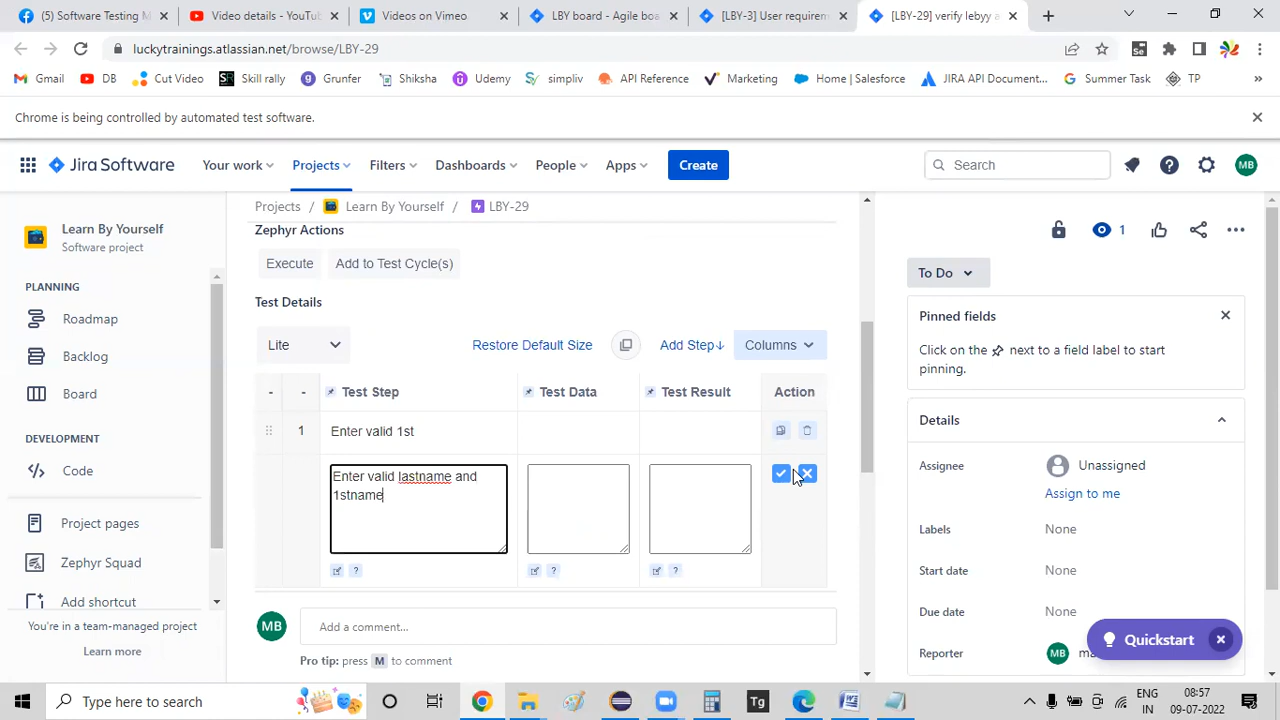 (5) Software Testing M
Video details - YouTube
Videos on Vimeo
LBY board - Agile boa
[LBY-3] User requirem
[LBY-29] verify lebyy a
luckytrainings.atlassian.net/browse/LBY-29
Gmail
DB
Cut Video
Skill rally
Grunfer
Shiksha
Udemy
simpliv
API Reference
Marketing
Home | Salesforce
JIRA API Document...
Summer Task
TP
Chrome is being controlled by automated test software.
Jira Software
Your work
Projects
Filters
Dashboards
People
Apps
Create
Search
MB
Learn By Yourself
Software project
PLANNING
Roadmap
Backlog
Board
DEVELOPMENT
Code
Project pages
Zephyr Squad
Add shortcut
You're in a team-managed project
Learn more
Projects / Learn By Yourself / LBY-29
Zephyr Actions
Execute
Add to Test Cycle(s)
Test Details
Lite
Restore Default Size
Add Step↓
Columns
- - Test Step Test Data Test Result Action
1 Enter valid 1st
Enter valid lastname and
1stname
? ? ?
MB
Add a comment...
Pro tip: press M to comment
1
To Do
Pinned fields
Click on the next to a field label to start
pinning.
Details
Assignee
Unassigned
Assign to me
Labels
None
Start date
None
Due date
None
Reporter
MB
Quickstart
Type here to search
Tg
ENG
IN
08:57
09-07-2022